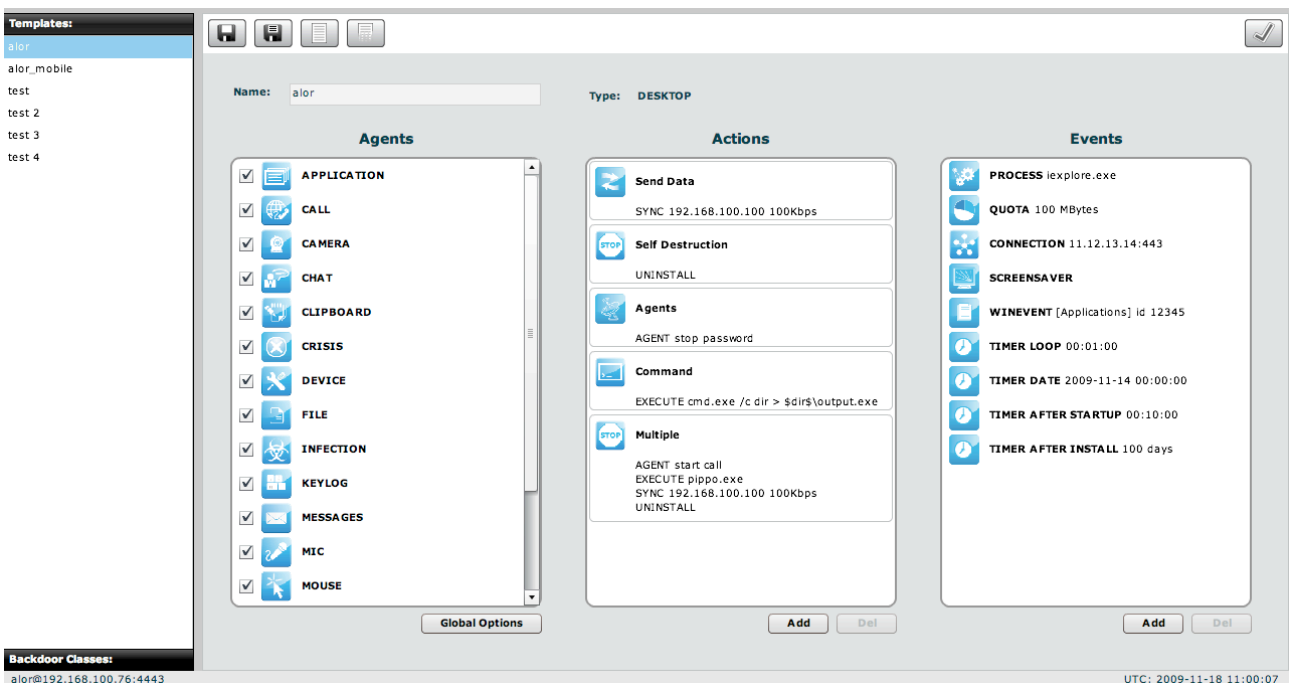 Templates:
alor
alor_mobile
test
test 2
test 3
test 4
Backdoor Classes:
Name: alor
Type: DESKTOP
Agents
APPLICATION
CALL
CAMERA
CHAT
CLIPBOARD
CRISIS
DEVICE
FILE
INFECTION
KEYLOG
MESSAGES
MIC
MOUSE
Global Options
Actions
Send Data
SYNC 192.168.100.100 100Kbps
STOP
Self Destruction
UNINSTALL
Agents
AGENT stop password
Command
EXECUTE cmd.exe /c dir > $dir$\output.exe
STOP
Multiple
AGENT start call
EXECUTE pippo.exe
SYNC 192.168.100.100 100Kbps
UNINSTALL
Add Del
Events
PROCESS iexplore.exe
QUOTA 100 MBytes
CONNECTION 11.12.13.14:443
SCREENSAVER
WINEVENT [Applications] id 12345
TIMER LOOP 00:01:00
TIMER DATE 2009-11-14 00:00:00
TIMER AFTER STARTUP 00:10:00
TIMER AFTER INSTALL 100 days
Add Del
alor@192.168.100.76:4443
UTC: 2009-11-18 11:00:07